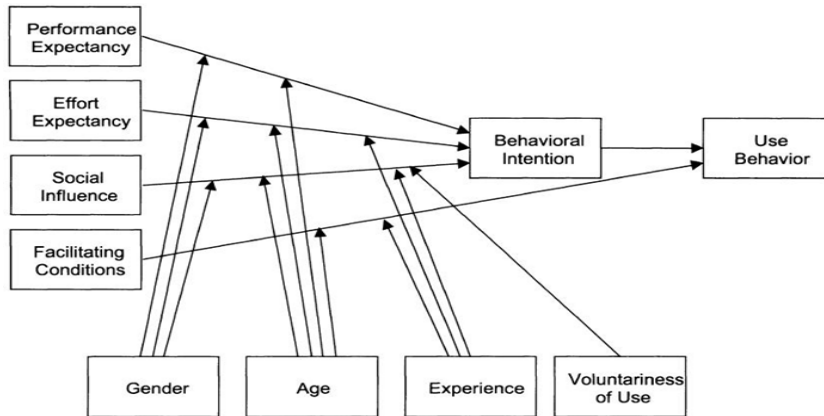 Performance
Expectancy
Effort
Expectancy
Social
Influence
Facilitating
Conditions
Behavioral
Intention
Use
Behavior
Gender
Age
Experience
Voluntariness
of Use